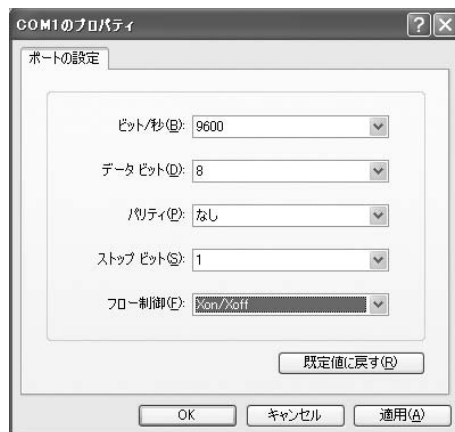 COM1のプロパティ
ポートの設定
ビット/秒(B): 9600
データ ビット(D): 8
パリティ(P): なし
ストップ ビット(S): 1
フロー制御(F): Xon/Xoff
既定値に戻す(R)
OK キャンセル 適用(A)